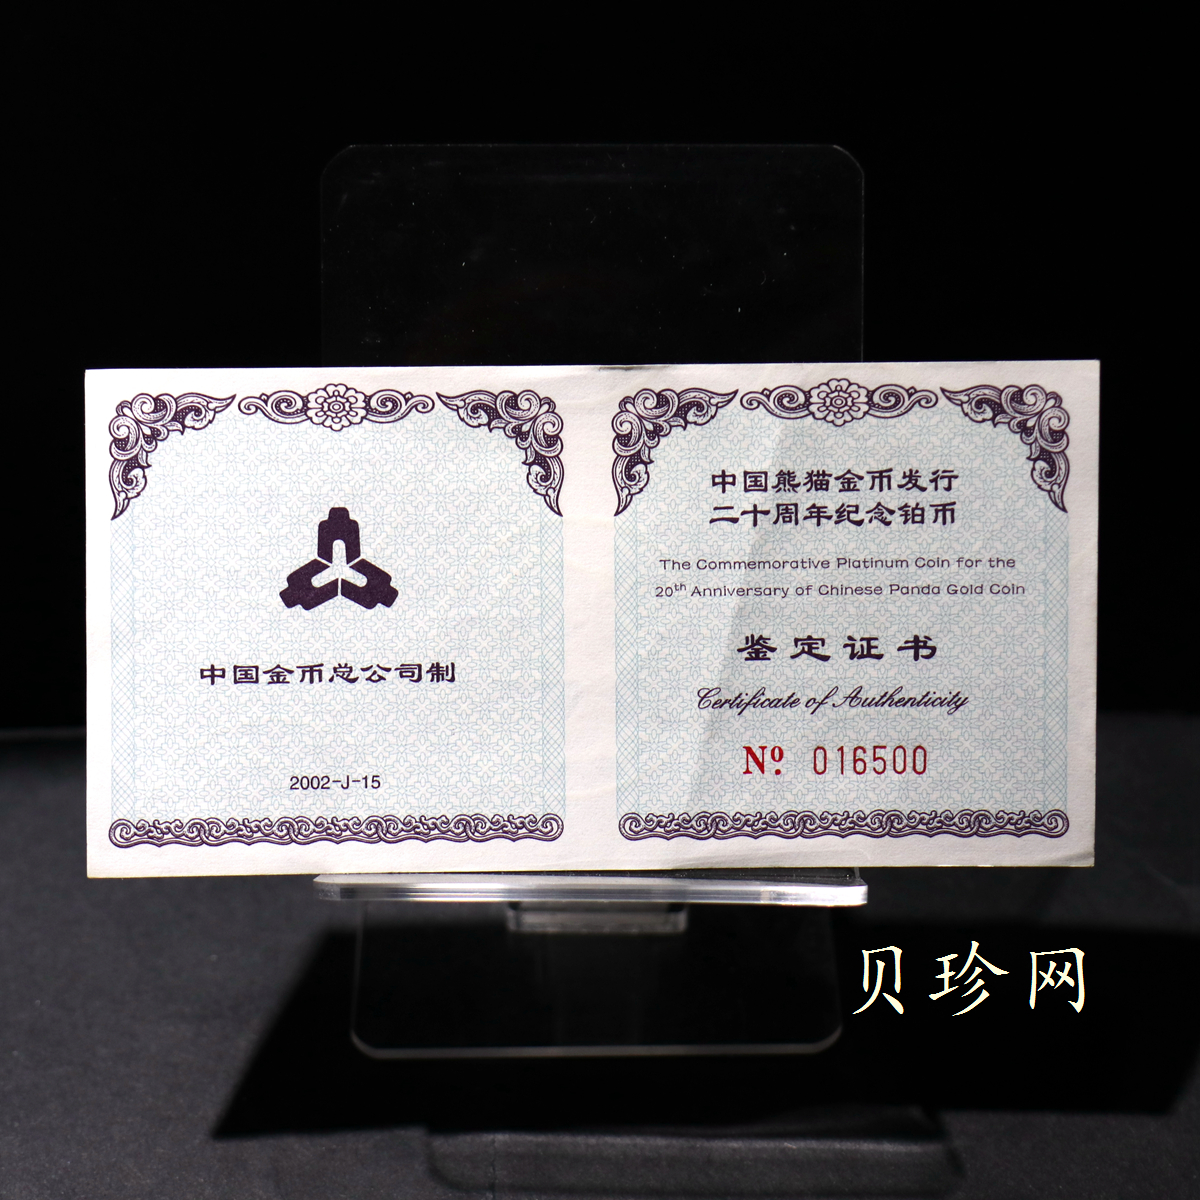 中国金币总公司制
2002-J-15
中国熊猫金币发行
二十周年纪念铂币
The Commemorative Platinum Coin for the
20th Anniversary of Chinese Panda Gold Coin
鉴定证书
Certificate of Authenticity
Nº 016500
贝珍网